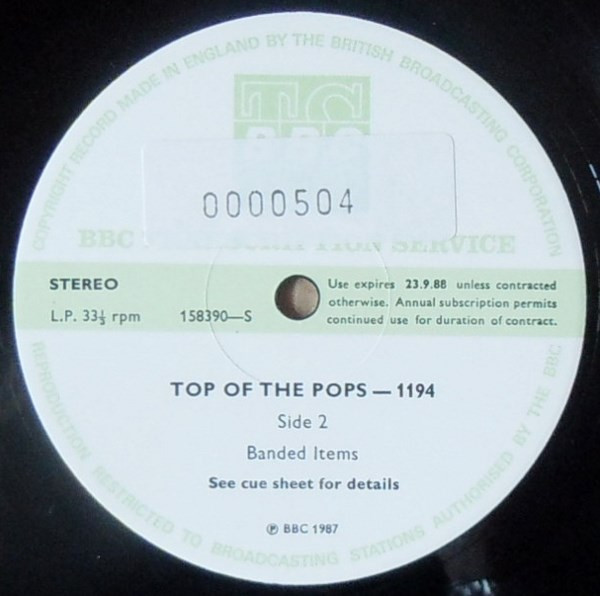 COPYRIGHT RECORD MADE IN ENGLAND BY THE BRITISH BROADCASTING CORPORATION
TS
0000504
BBC SERVICE
STEREO
L.P. 33⅓ rpm 158390—S
Use expires 23.9.88 unless contracted
otherwise. Annual subscription permits
continued use for duration of contract.
TOP OF THE POPS — 1194
Side 2
Banded Items
See cue sheet for details
℗ BBC 1987
REPRODUCTION RESTRICTED TO BROADCASTING STATIONS AUTHORISED BY THE BBC